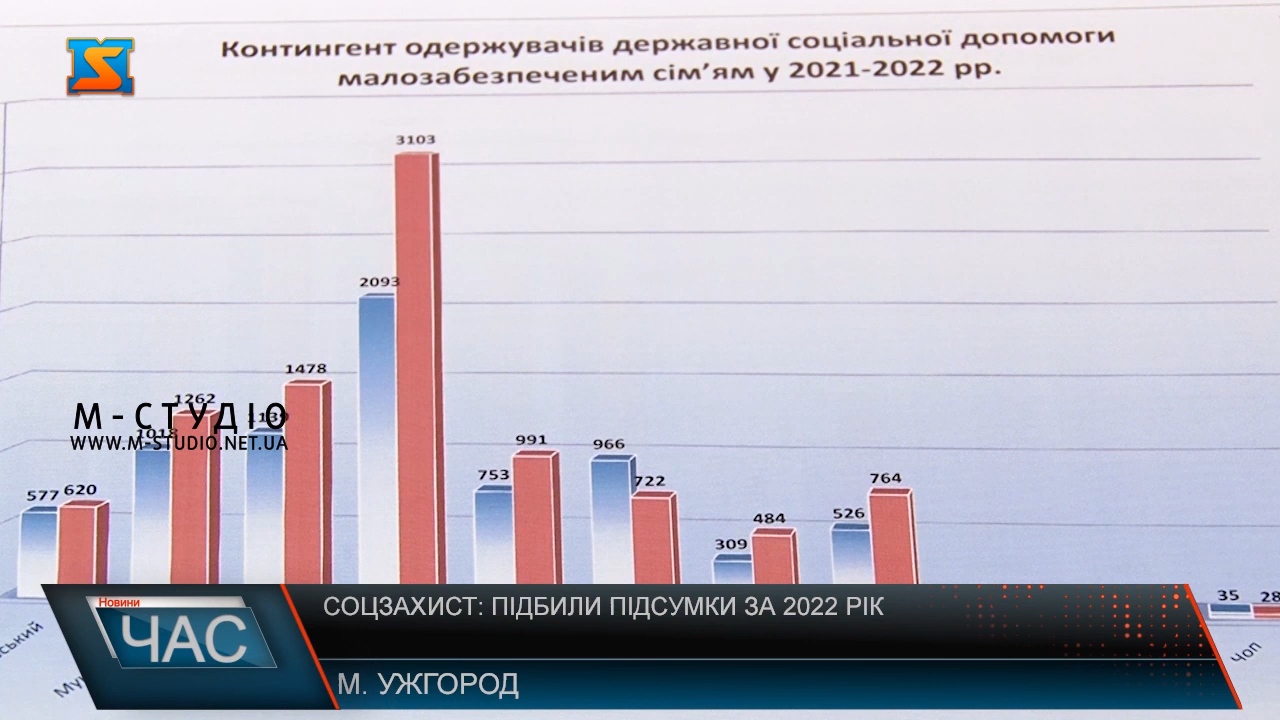 Контингент одержувачів державної соціальної допомоги
малозабезпеченим сім’ям у 2021-2022 рр.
3103
2093
1478
1262
1139
1018
991
966
753
722
764
577
620
526
484
309
35
28
М-СТУДІО
WWW.M-STUDIO.NET.UA
Новини
ЧАС
СОЦЗАХИСТ: ПІДБИЛИ ПІДСУМКИ ЗА 2022 РІК
М. УЖГОРОД
Чоп